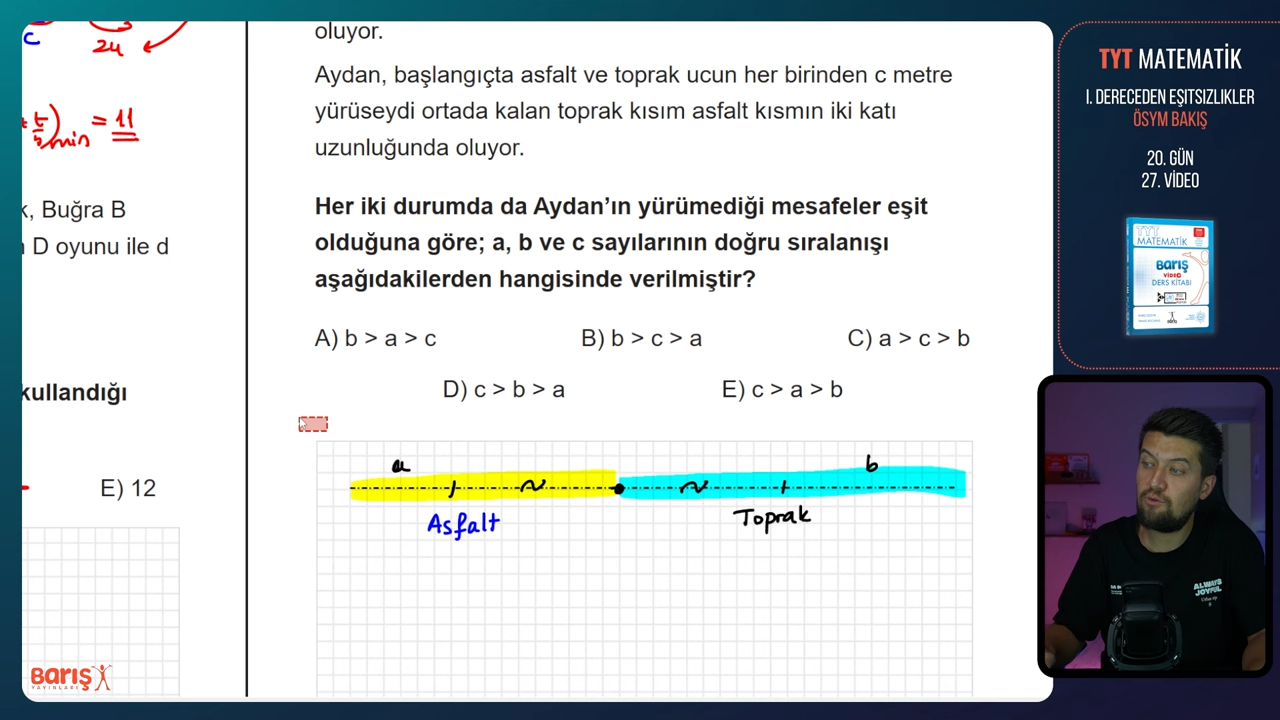 c
24
= 11
min
k, Buğra B
n D oyunu ile d
kullandığı
E) 12
BARIŞ
YAYINLARI
oluyor.
Aydan, başlangıçta asfalt ve toprak ucun her birinden c metre
yürüseydi ortada kalan toprak kısım asfalt kısmın iki katı
uzunluğunda oluyor.
Her iki durumda da Aydan’ın yürümediği mesafeler eşit
olduğuna göre; a, b ve c sayılarının doğru sıralanışı
aşağıdakilerden hangisinde verilmiştir?
A) b > a > c B) b > c > a C) a > c > b
D) c > b > a E) c > a > b
a b
Asfalt Toprak
TYT MATEMATİK
I. DERECEDEN EŞİTSİZLİKLER
ÖSYM BAKIŞ
20. GÜN
27. VİDEO
TYT
MATEMATİK
BARIŞ
VİDEO
DERS KİTABI
ALWAYS
JOYFUL